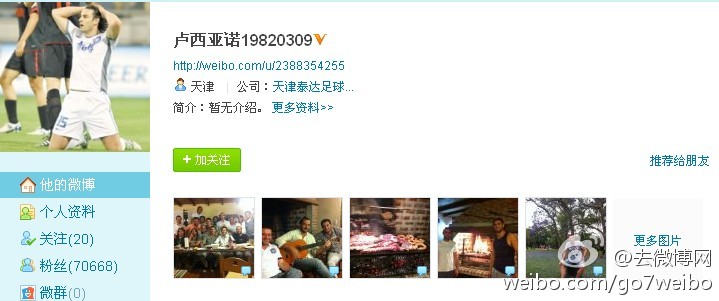 卢西亚诺19820309
http://weibo.com/u/2388354255
天津 | 公司:天津泰达足球...
简介:暂无介绍。 更多资料>>
+ 加关注
推荐给朋友
他的微博
个人资料
关注(20)
粉丝(70668)
微群(0)
更多图片
@去微博网
weibo.com/go7weibo